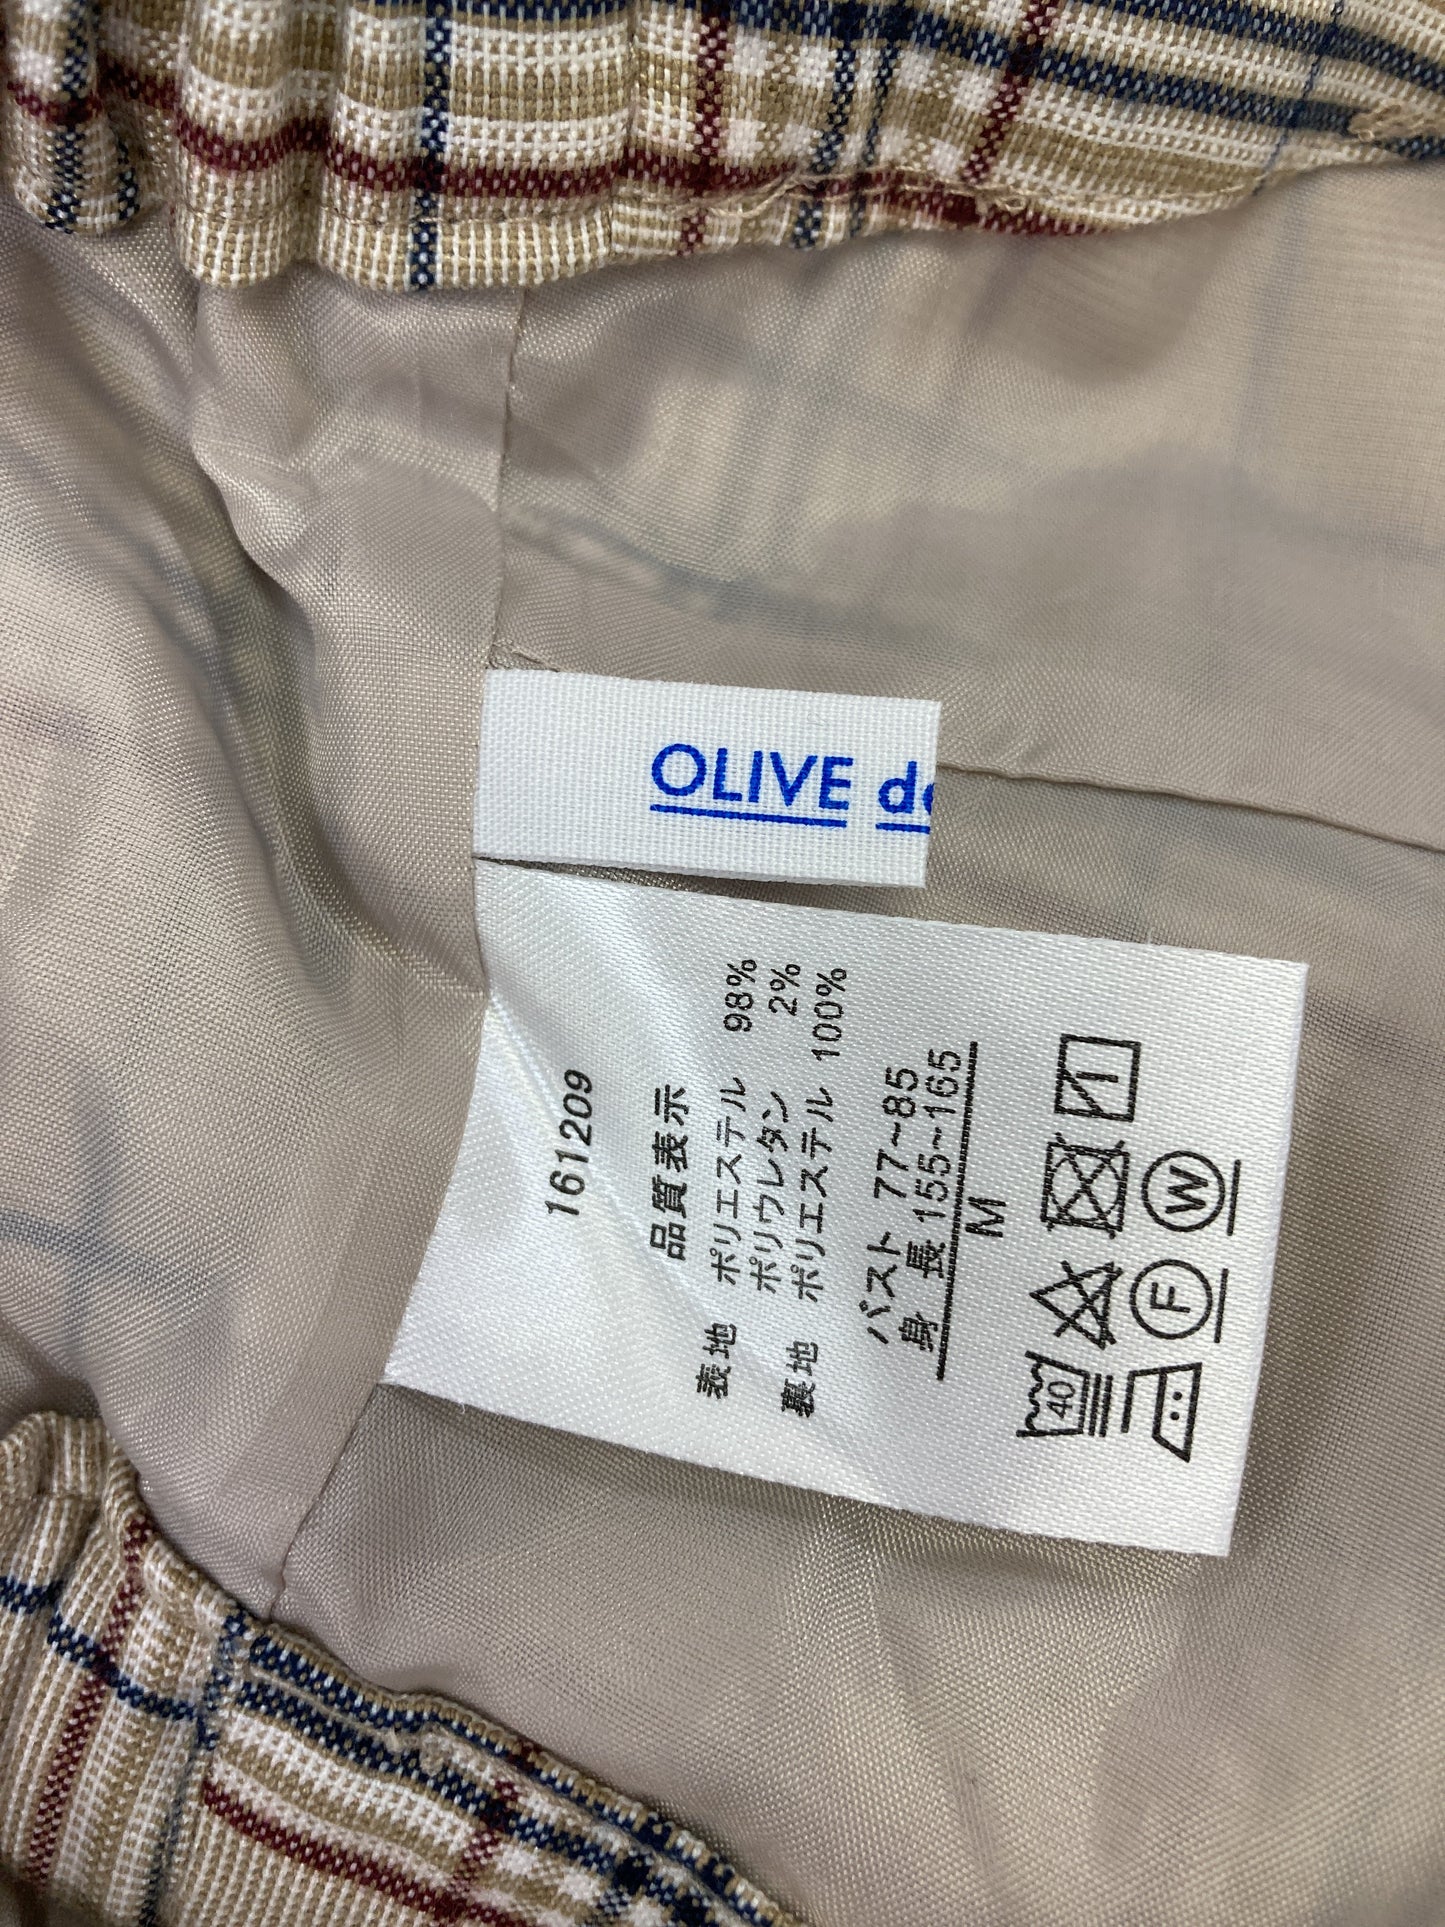 OLIVE
161209
品質表示
表地 ポリエステル 98%
ポリウレタン 2%
裏地 ポリエステル 100%
バスト 77~85
身長 155~165
M
40
F
W